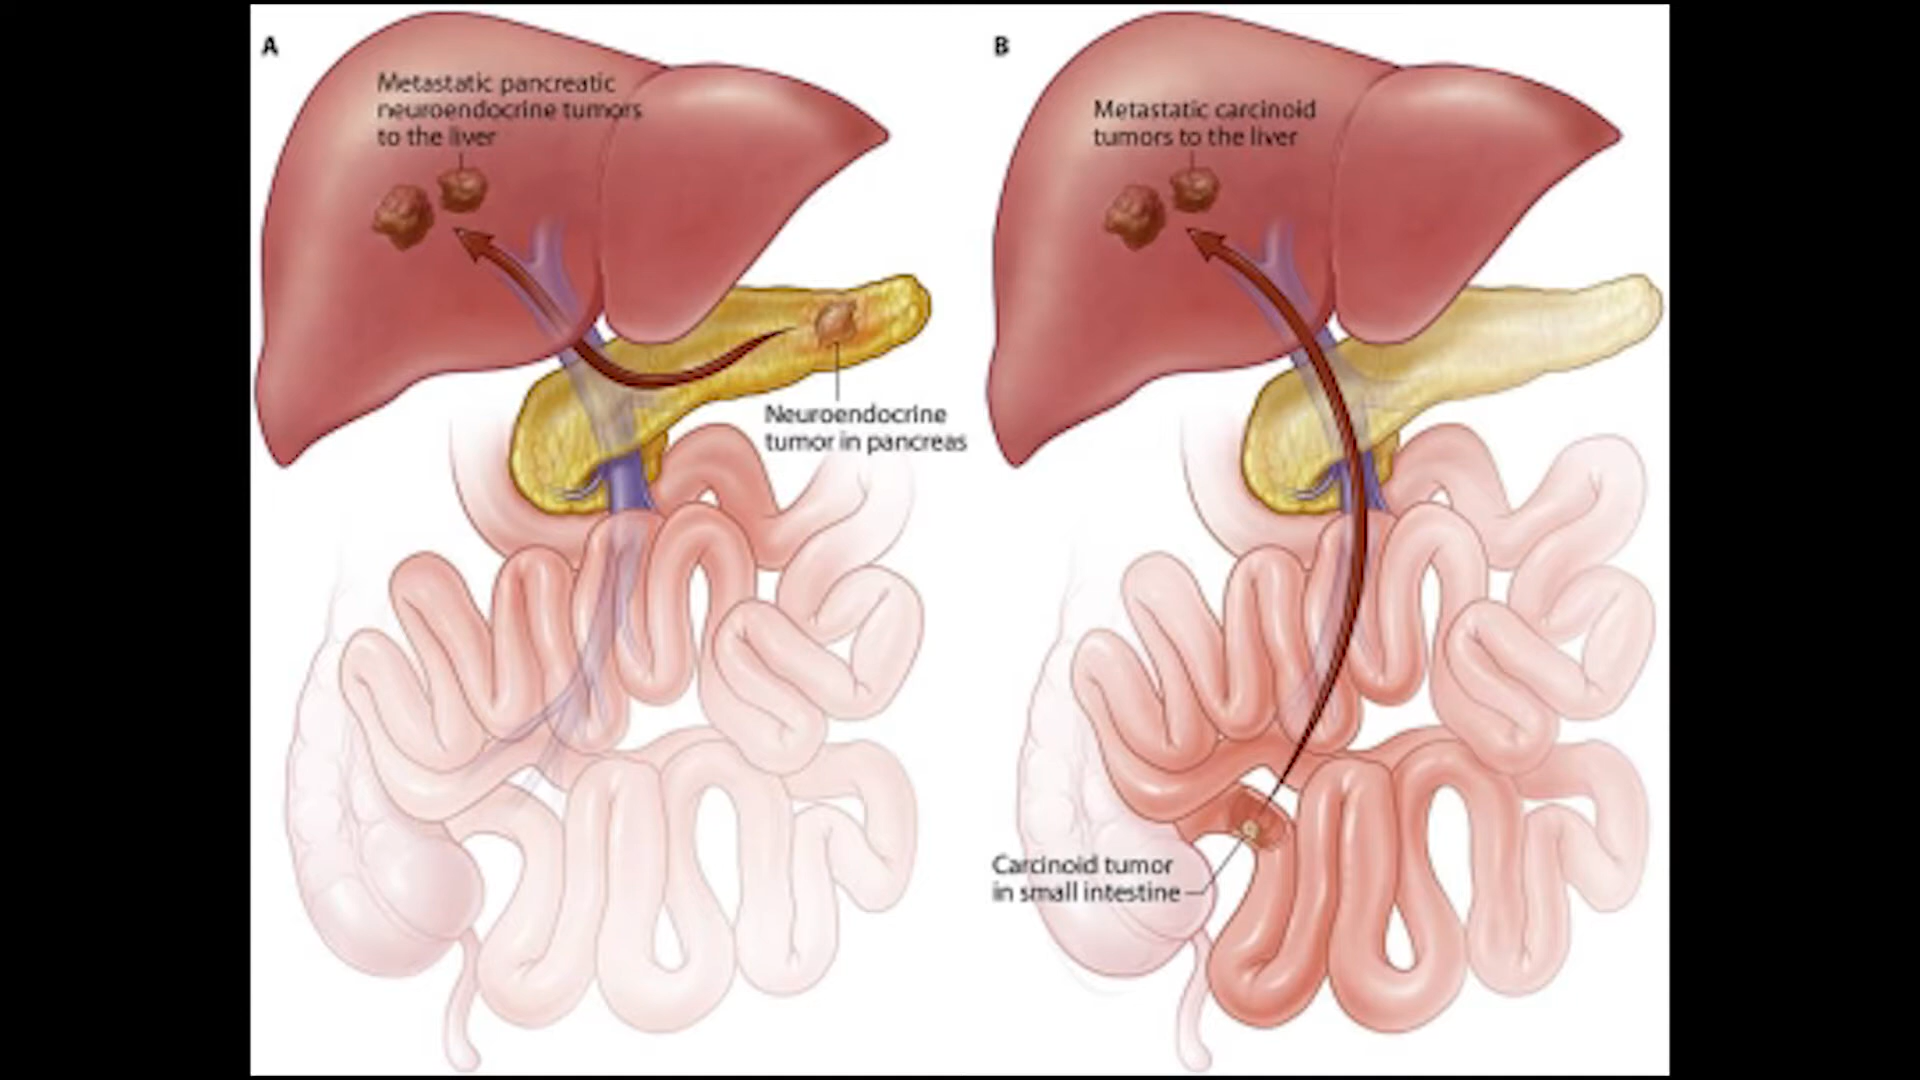 A
Metastatic pancreatic
neuroendocrine tumors
to the liver
Neuroendocrine
tumor in pancreas
B
Metastatic carcinoid
tumors to the liver
Carcinoid tumor
in small intestine